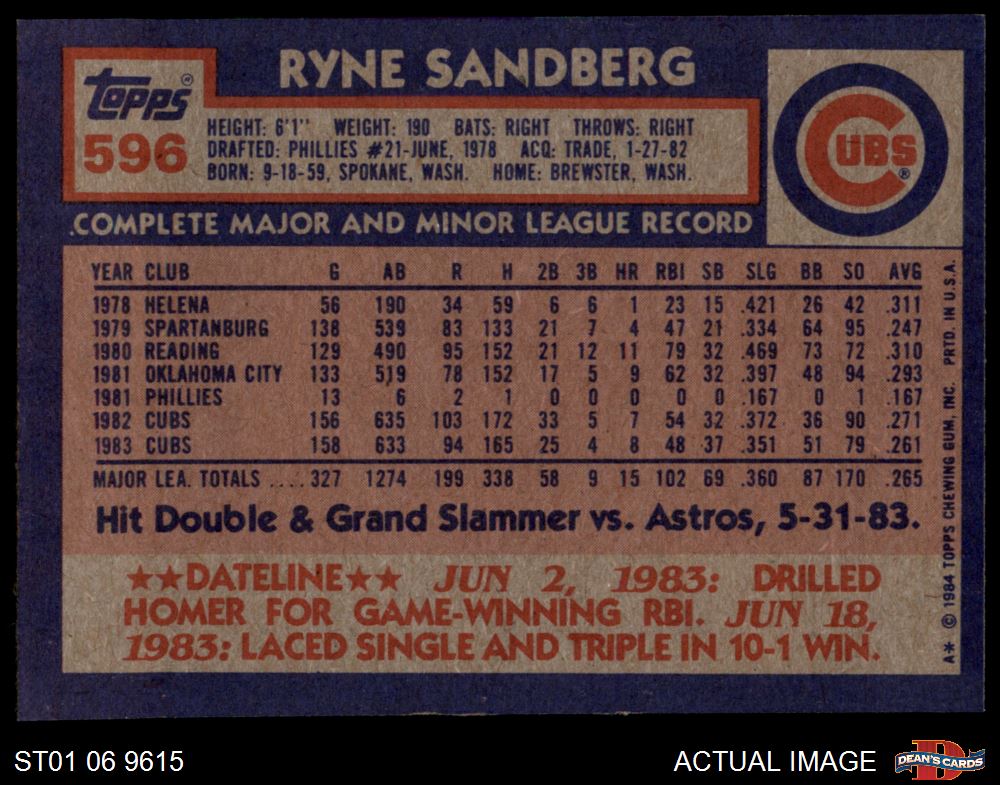 RYNE SANDBERG
Topps®
596
HEIGHT: 6'1" WEIGHT: 190 BATS: RIGHT THROWS: RIGHT
DRAFTED: PHILLIES #21-JUNE, 1978 ACQ: TRADE, 1-27-82
BORN: 9-18-59, SPOKANE, WASH. HOME: BREWSTER, WASH.
CUBS®
COMPLETE MAJOR AND MINOR LEAGUE RECORD
YEAR CLUB G AB R H 2B 3B HR RBI SB SLG BB SO AVG
1978 HELENA 56 190 34 59 6 6 1 23 15 .421 26 42 .311
1979 SPARTANBURG 138 539 83 133 21 7 4 47 21 .334 64 95 .247
1980 READING 129 490 95 152 21 12 11 79 32 .469 73 72 .310
1981 OKLAHOMA CITY 133 519 78 152 17 5 9 62 32 .397 48 94 .293
1981 PHILLIES 13 6 2 1 0 0 0 0 0 .167 0 1 .167
1982 CUBS 156 635 103 172 33 5 7 54 32 .372 36 90 .271
1983 CUBS 158 633 94 165 25 4 8 48 37 .351 51 79 .261
MAJOR LEA. TOTALS .... 327 1274 199 338 58 9 15 102 69 .360 87 170 .265
Hit Double & Grand Slammer vs. Astros, 5-31-83.
★★DATELINE★★ JUN 2, 1983: DRILLED
HOMER FOR GAME-WINNING RBI. JUN 18,
1983: LACED SINGLE AND TRIPLE IN 10-1 WIN.
A* © 1984 TOPPS CHEWING GUM, INC. PRTD. IN U.S.A.
ST01 06 9615
ACTUAL IMAGE
D
DEAN'S CARDS